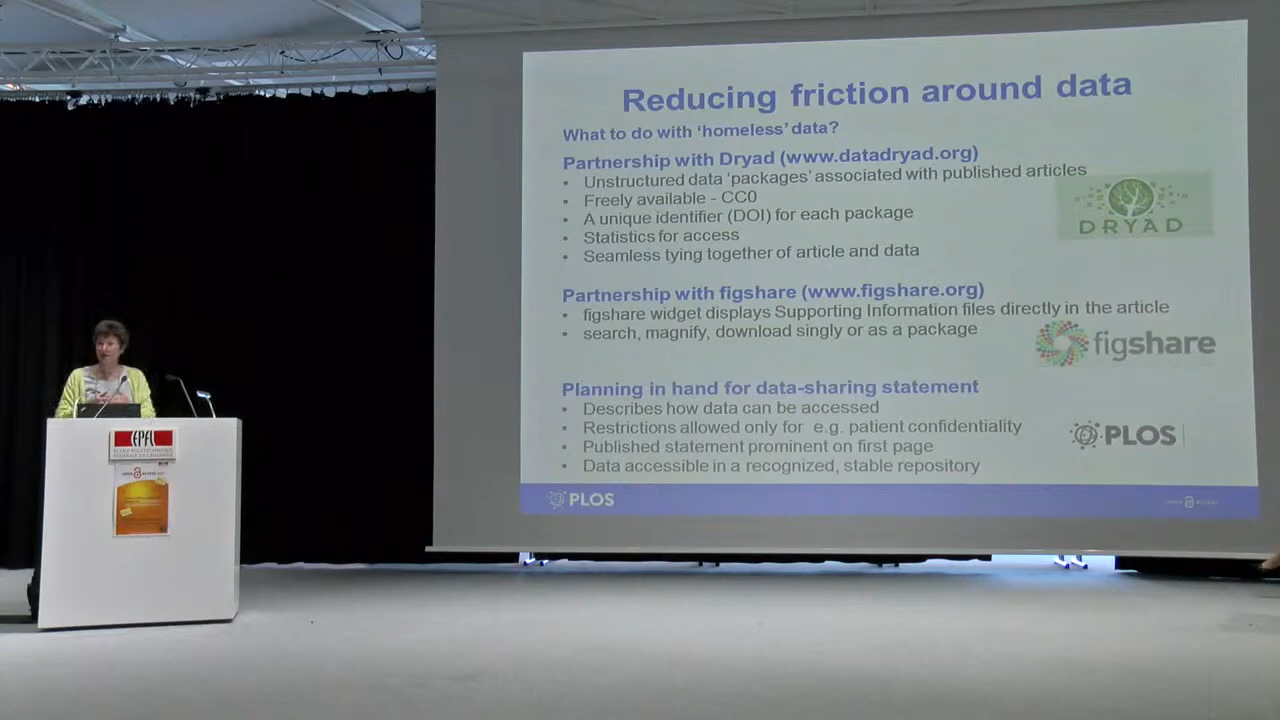 Reducing friction around data
What to do with 'homeless' data?
Partnership with Dryad (www.datadryad.org)
• Unstructured data 'packages' associated with published articles
• Freely available - CC0
• A unique identifier (DOI) for each package
• Statistics for access
• Seamless tying together of article and data
DRYAD
Partnership with figshare (www.figshare.org)
• figshare widget displays Supporting Information files directly in the article
• search, magnify, download singly or as a package
figshare
Planning in hand for data-sharing statement
• Describes how data can be accessed
• Restrictions allowed only for e.g. patient confidentiality
• Published statement prominent on first page
• Data accessible in a recognized, stable repository
PLOS
PLOS
EPFL
ÉCOLE POLYTECHNIQUE
FÉDÉRALE DE LAUSANNE